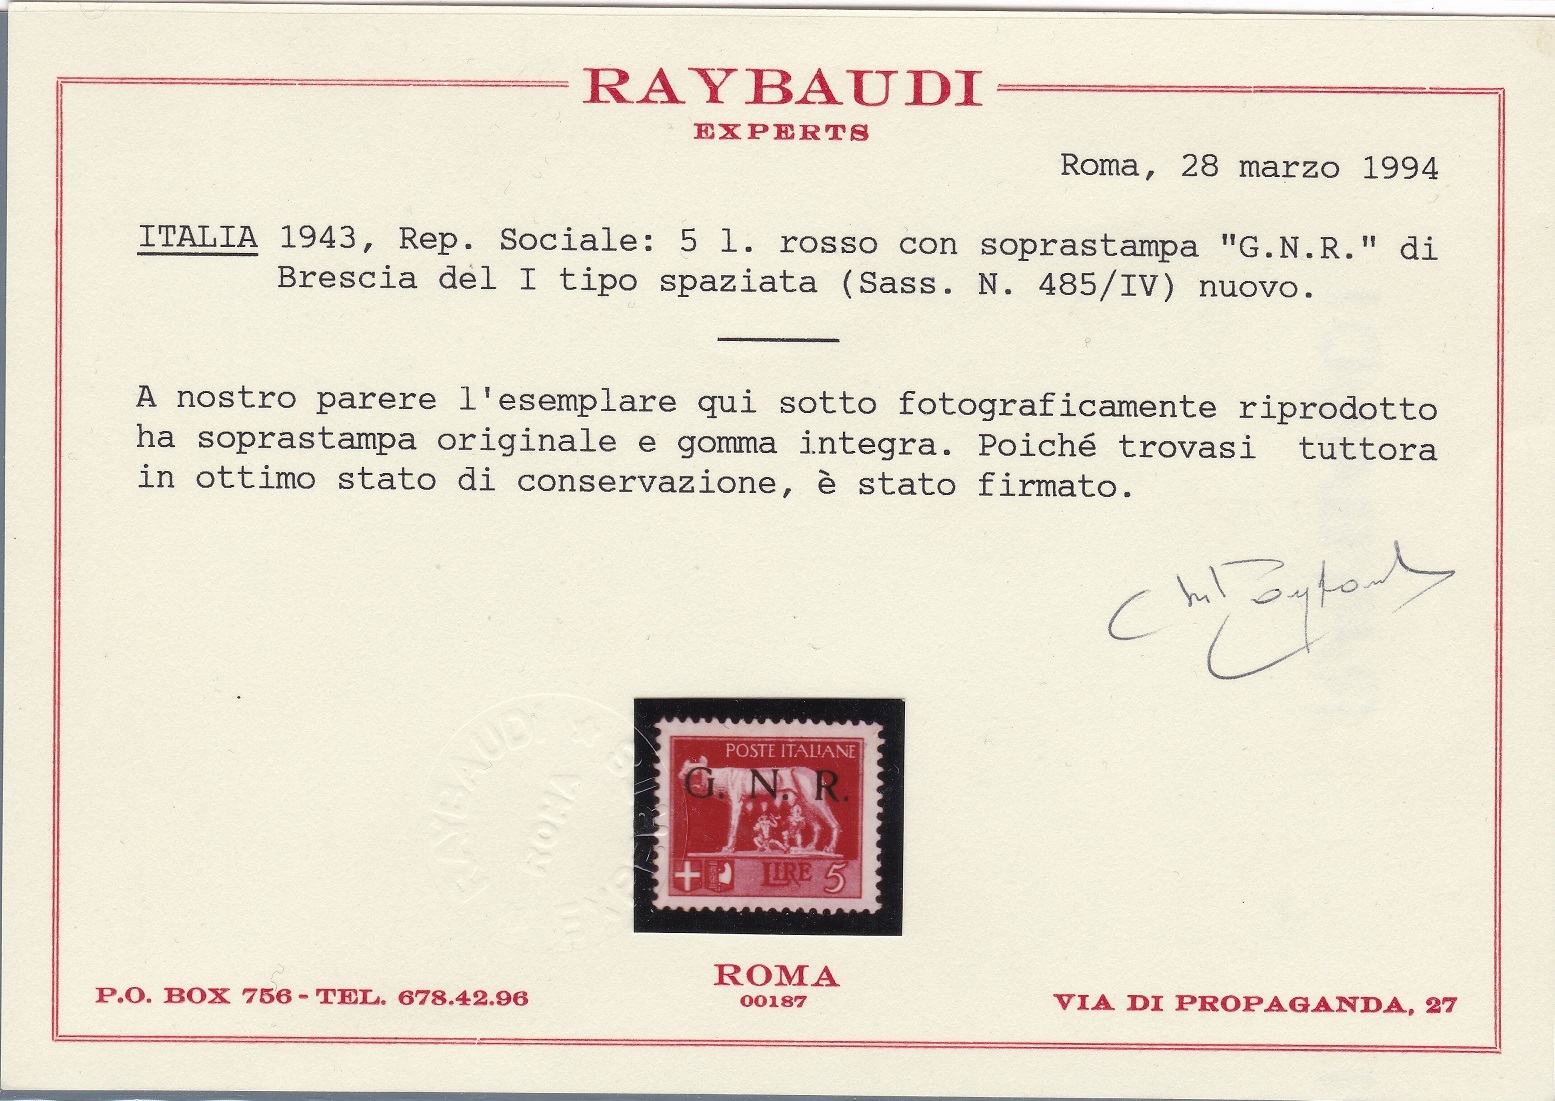 RAYBAUDI
EXPERTS
Roma, 28 marzo 1994
ITALIA 1943, Rep. Sociale: 5 l. rosso con soprastampa "G.N.R." di
Brescia del I tipo spaziata (Sass. N. 485/IV) nuovo.
A nostro parere l'esemplare qui sotto fotograficamente riprodotto
ha soprastampa originale e gomma integra. Poiché trovasi tuttora
in ottimo stato di conservazione, è stato firmato.
RAYBAUDI EXPERTS
ROMA
POSTE ITALIANE
G. N. R.
LIRE 5
ROMA
00187
P.O. BOX 756 - TEL. 678.42.96
VIA DI PROPAGANDA, 27